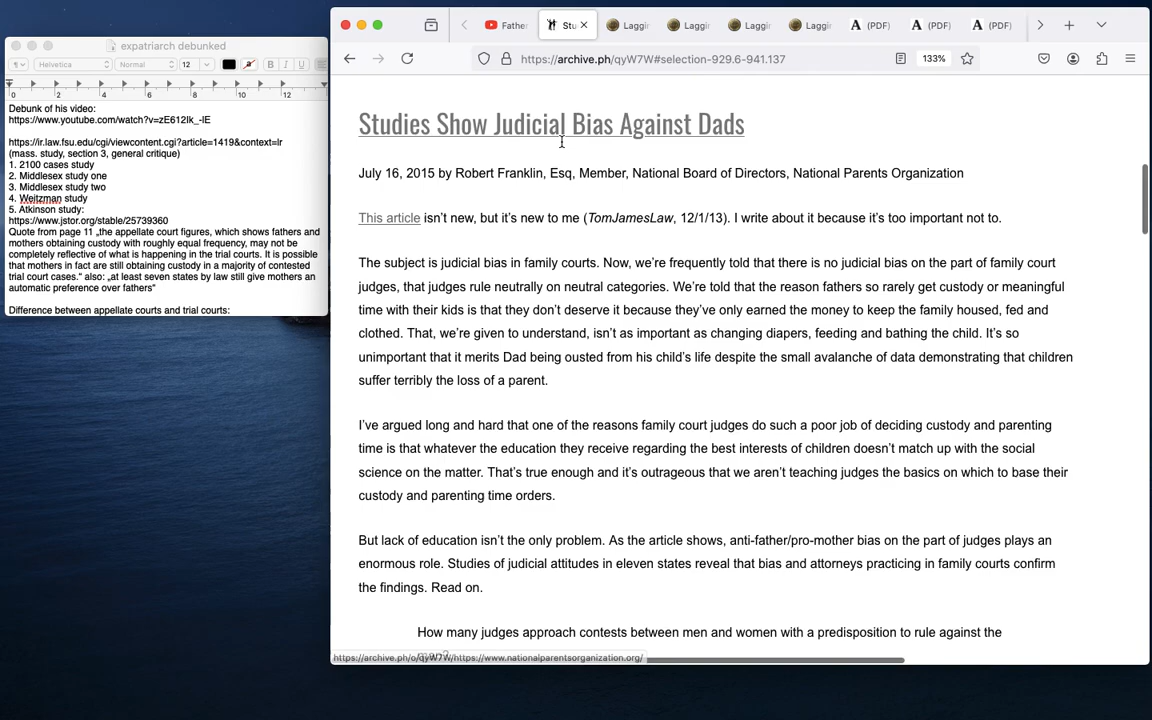 expatriarch debunked
Helvetica
Normal
12
B I U
0 2 4 6 8 10 12
Debunk of his video:
https://www.youtube.com/watch?v=zE612Ik_-lE
https://ir.law.fsu.edu/cgi/viewcontent.cgi?article=1419&context=lr
(mass. study, section 3, general critique)
1. 2100 cases study
2. Middlesex study one
3. Middlesex study two
4. Weitzman study
5. Atkinson study:
https://www.jstor.org/stable/25739360
Quote from page 11 „the appellate court figures, which shows fathers and
mothers obtaining custody with roughly equal frequency, may not be
completely reflective of what is happening in the trial courts. It is possible
that mothers in fact are still obtaining custody in a majority of contested
trial court cases.“ also: „at least seven states by law still give mothers an
automatic preference over fathers“
Difference between appellate courts and trial courts:
Father
Stu
Laggin
Laggin
Laggin
Laggin
(PDF)
(PDF)
(PDF)
https://archive.ph/qyW7W#selection-929.6-941.137
133%
Studies Show Judicial Bias Against Dads
July 16, 2015 by Robert Franklin, Esq, Member, National Board of Directors, National Parents Organization
This article isn’t new, but it’s new to me (TomJamesLaw, 12/1/13). I write about it because it’s too important not to.
The subject is judicial bias in family courts. Now, we’re frequently told that there is no judicial bias on the part of family court
judges, that judges rule neutrally on neutral categories. We’re told that the reason fathers so rarely get custody or meaningful
time with their kids is that they don’t deserve it because they’ve only earned the money to keep the family housed, fed and
clothed. That, we’re given to understand, isn’t as important as changing diapers, feeding and bathing the child. It’s so
unimportant that it merits Dad being ousted from his child’s life despite the small avalanche of data demonstrating that children
suffer terribly the loss of a parent.
I’ve argued long and hard that one of the reasons family court judges do such a poor job of deciding custody and parenting
time is that whatever the education they receive regarding the best interests of children doesn’t match up with the social
science on the matter. That’s true enough and it’s outrageous that we aren’t teaching judges the basics on which to base their
custody and parenting time orders.
But lack of education isn’t the only problem. As the article shows, anti-father/pro-mother bias on the part of judges plays an
enormous role. Studies of judicial attitudes in eleven states reveal that bias and attorneys practicing in family courts confirm
the findings. Read on.
How many judges approach contests between men and women with a predisposition to rule against the
https://archive.ph/o/qyW7W/https://www.nationalparentsorganization.org/